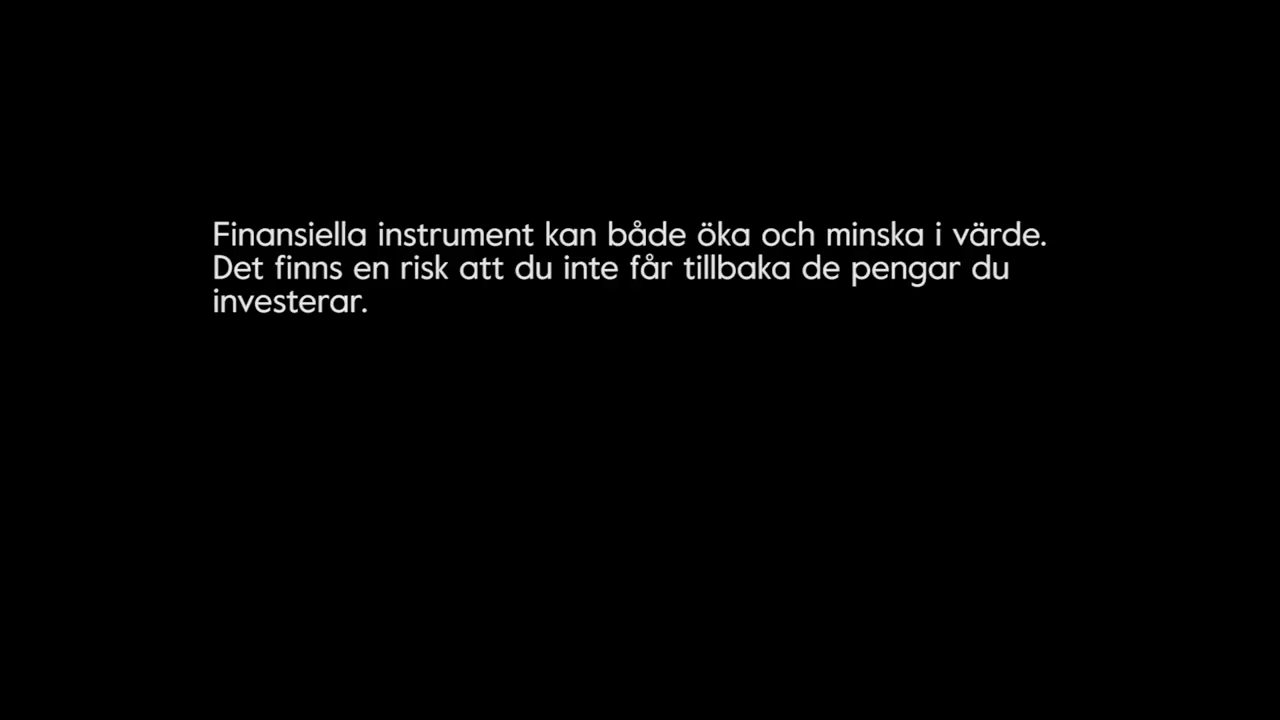 Finansiella instrument kan både öka och minska i värde.
Det finns en risk att du inte får tillbaka de pengar du
investerar.